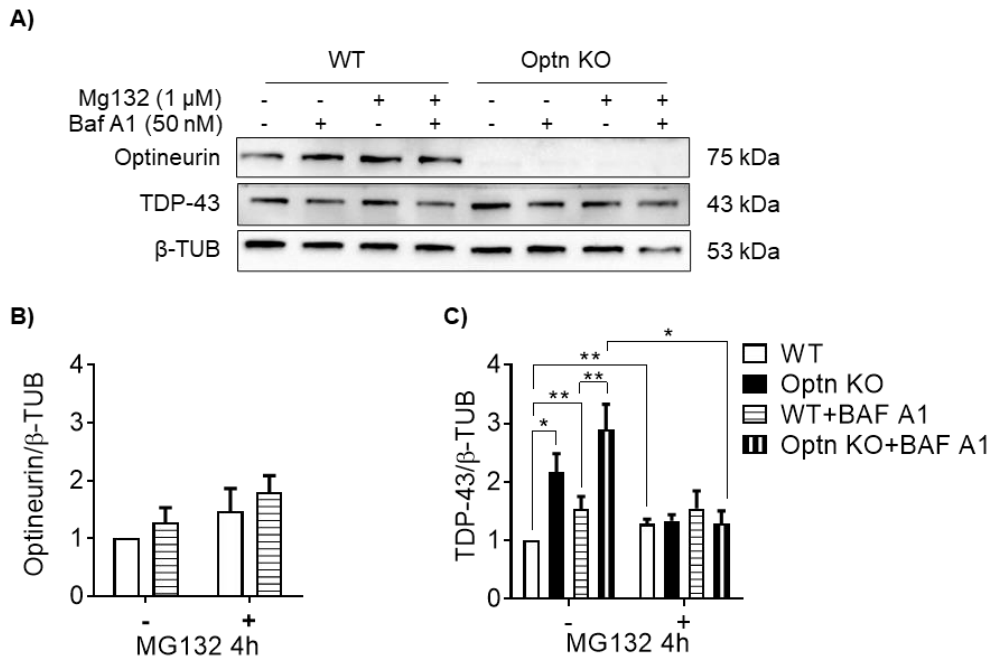 A)
WT Optn KO
Mg132 (1 µM) - - + + - - + +
Baf A1 (50 nM) - + - + - + - +
Optineurin 75 kDa
TDP-43 43 kDa
β-TUB 53 kDa
B)
Optineurin/β-TUB
4
3
2
1
0
- +
MG132 4h
C)
TDP-43/β-TUB
4
3
2
1
0
*
**
**
**
*
- +
MG132 4h
WT
Optn KO
WT+BAF A1
Optn KO+BAF A1